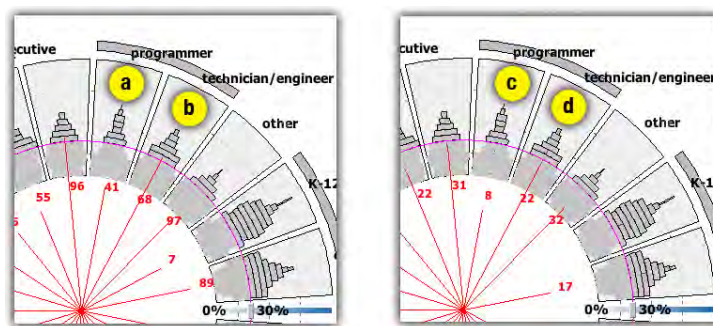 cutive
programmer
technician/engineer
a
b
other
K-12
96
41
55
68
97
7
89
0%
30%
cutive
programmer
technician/engineer
c
d
other
K-1
22
31
8
22
32
17
0%
30%